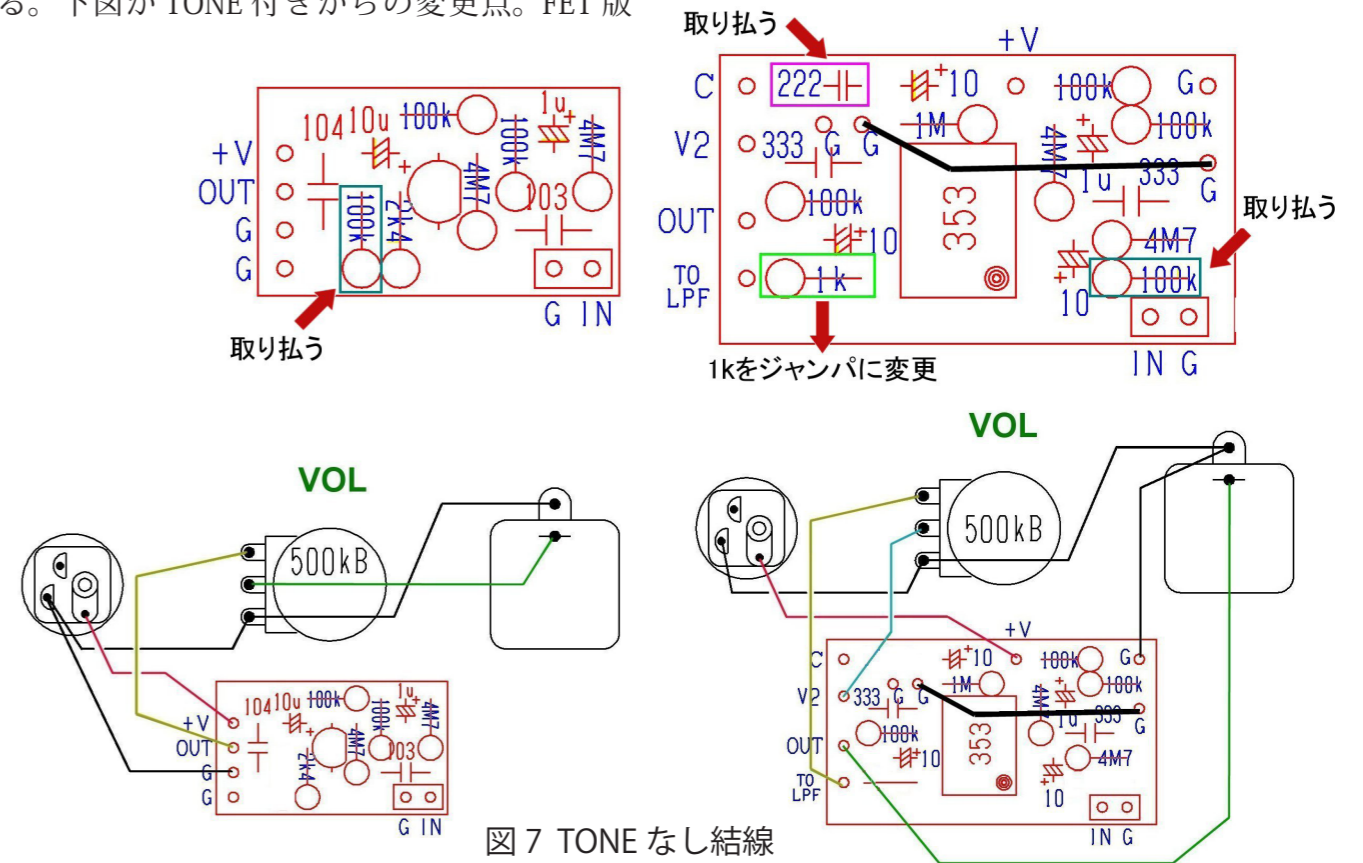 る。下図が TONE 付きからの変更点。FET 版
取り払う
+V
C 222 +10 100k G
V2 333 G G 1M 4M7 1u 333 100k G
OUT 100k +10 353 4M7
TO LPF 1k 10 100k
IN G
取り払う
1kをジャンパに変更
104 10u 100k 100k 1u 4M7
+V
OUT
G
G
100k 2k4 4M7 103
G IN
取り払う
VOL
500kB
104 10u 100k 100k 1u 4M7
+V
OUT
G
G
2k4 4M7 103
G IN
VOL
500kB
+V
C +10 100k G
V2 333 G G 1M 4M7 1u 333 100k G
OUT 100k +10 353 4M7
TO LPF 10
IN G
図 7 TONE なし結線